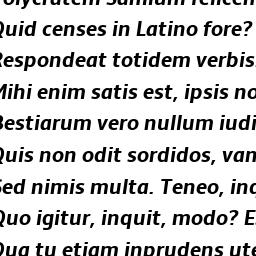 Polycratem Samium felicem
Quid censes in Latino fore?
Respondeat totidem verbis.
Mihi enim satis est, ipsis no
Bestiarum vero nullum iudi
Quis non odit sordidos, van
Sed nimis multa. Teneo, inq
Quo igitur, inquit, modo? E
Qua tu etiam inprudens ute